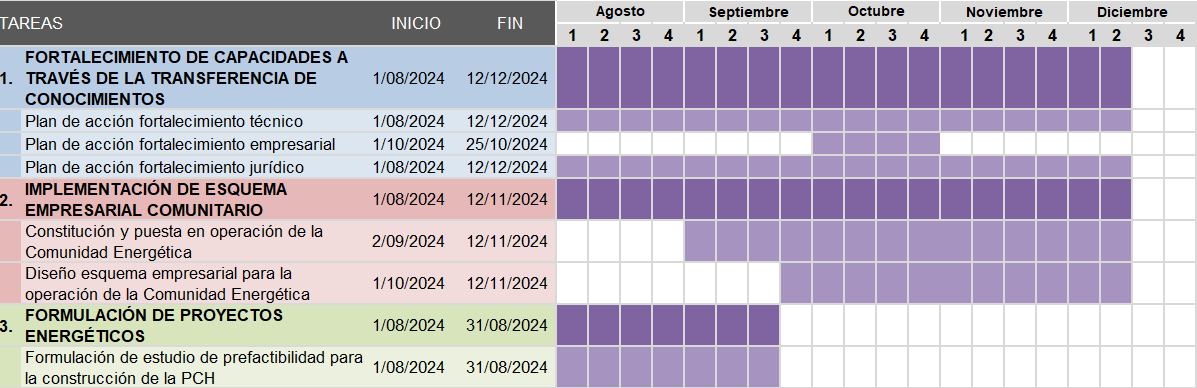 TAREAS INICIO FIN Agosto Septiembre Octubre Noviembre Diciembre
1 2 3 4 1 2 3 4 1 2 3 4 1 2 3 4 1 2 3 4
1. FORTALECIMIENTO DE CAPACIDADES A
TRAVÉS DE LA TRANSFERENCIA DE
CONOCIMIENTOS 1/08/2024 12/12/2024
Plan de acción fortalecimiento técnico 1/08/2024 12/12/2024
Plan de acción fortalecimiento empresarial 1/10/2024 25/10/2024
Plan de acción fortalecimiento jurídico 1/08/2024 12/12/2024
2. IMPLEMENTACIÓN DE ESQUEMA
EMPRESARIAL COMUNITARIO 1/08/2024 12/11/2024
Constitución y puesta en operación de la
Comunidad Energética 2/09/2024 12/11/2024
Diseño esquema empresarial para la
operación de la Comunidad Energética 1/10/2024 12/11/2024
3. FORMULACIÓN DE PROYECTOS
ENERGÉTICOS 1/08/2024 31/08/2024
Formulación de estudio de prefactibilidad para
la construcción de la PCH 1/08/2024 31/08/2024